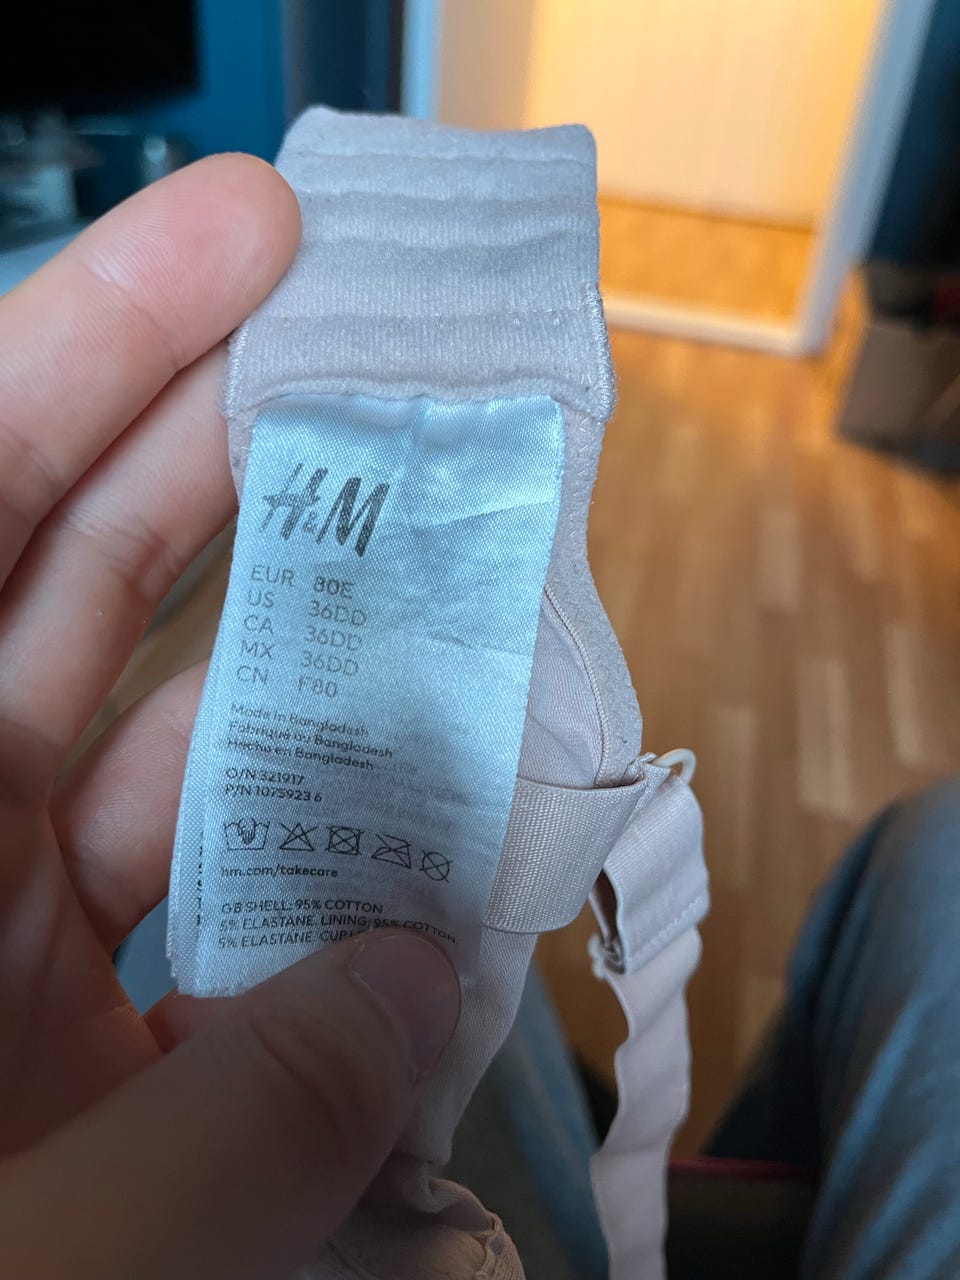 H&M
EUR 80E
US 36DD
CA 36DD
MX 36DD
CN F80
Made in Bangladesh
Fabriqué au Bangladesh
Hecho en Bangladesh
O/N 321917
P/N 1075923 6
hm.com/takecare
GB SHELL: 95% COTTON
5% ELASTANE. LINING: 95% COTTON.
5% ELASTANE.